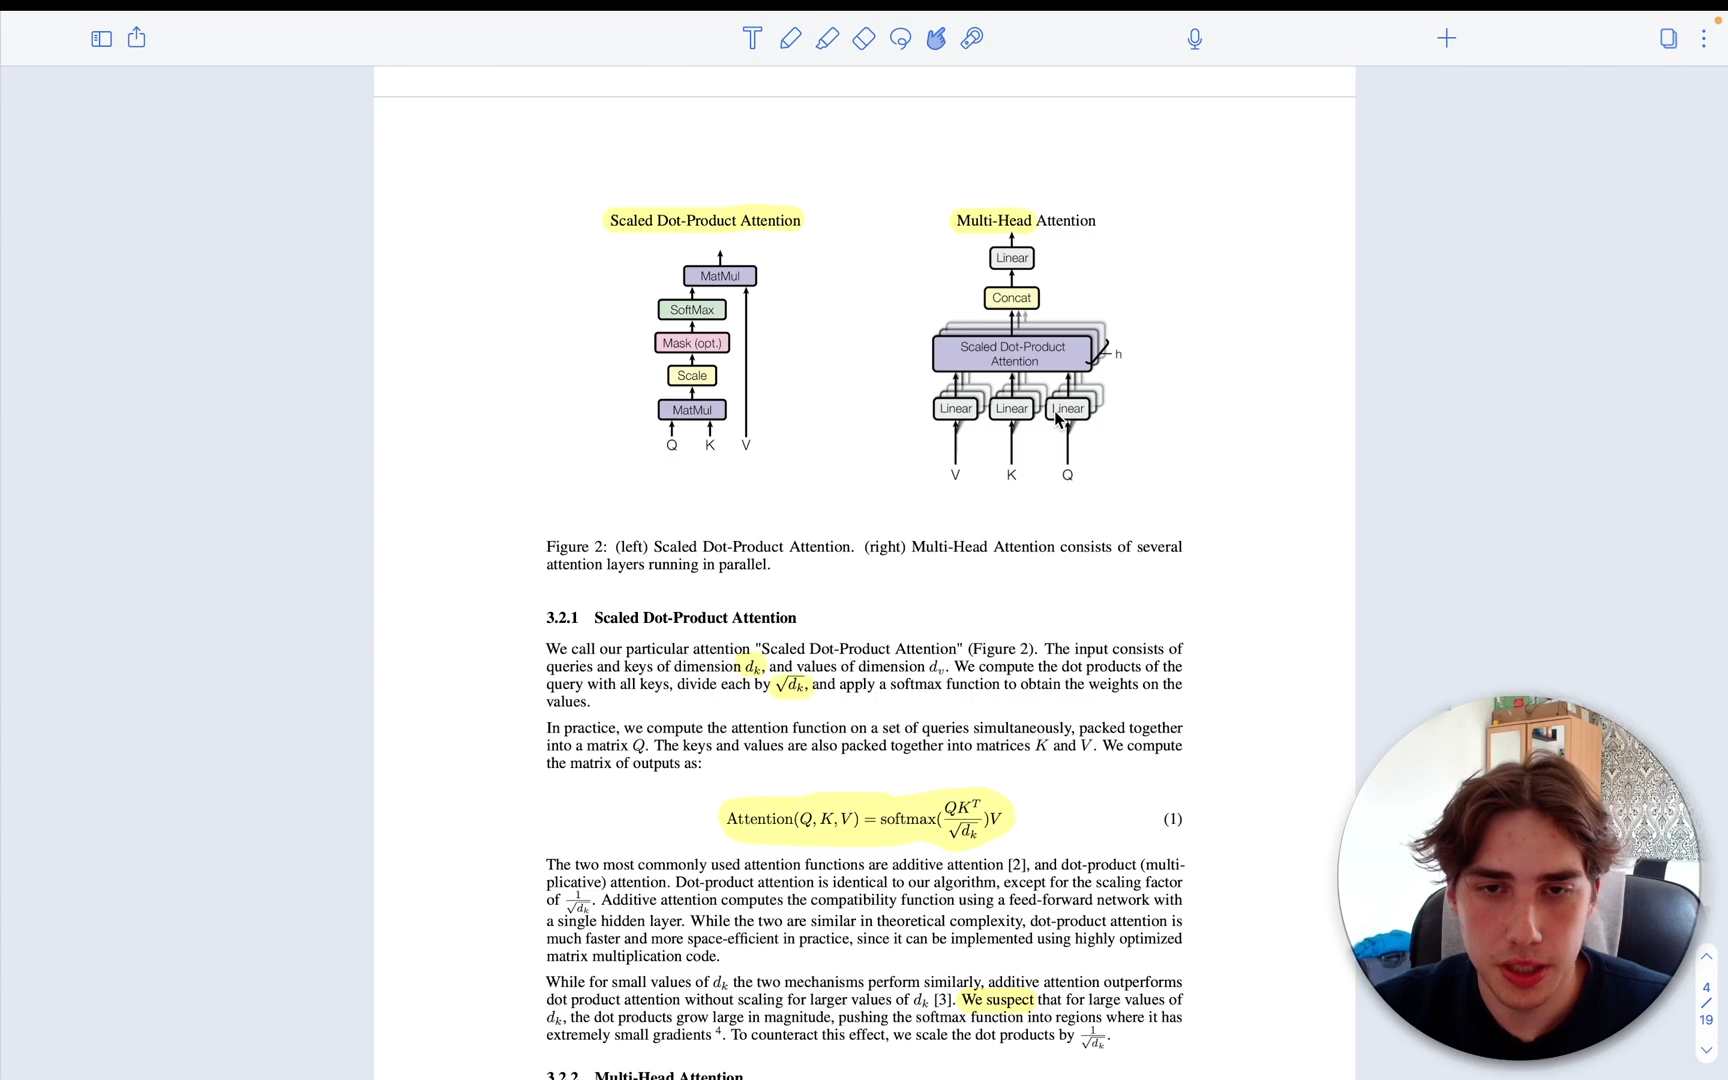 Scaled Dot-Product Attention
MatMul
SoftMax
Mask (opt.)
Scale
MatMul
Q K V
Multi-Head Attention
Linear
Concat
Scaled Dot-Product
Attention
h
Linear Linear Linear
V K Q
Figure 2: (left) Scaled Dot-Product Attention. (right) Multi-Head Attention consists of several
attention layers running in parallel.
3.2.1 Scaled Dot-Product Attention
We call our particular attention "Scaled Dot-Product Attention" (Figure 2). The input consists of
queries and keys of dimension dₖ, and values of dimension dᵥ. We compute the dot products of the
query with all keys, divide each by √dₖ, and apply a softmax function to obtain the weights on the
values.
In practice, we compute the attention function on a set of queries simultaneously, packed together
into a matrix Q. The keys and values are also packed together into matrices K and V. We compute
the matrix of outputs as:
Attention(Q, K, V) = softmax(QKᵀ/√dₖ)V (1)
The two most commonly used attention functions are additive attention [2], and dot-product (multi-
plicative) attention. Dot-product attention is identical to our algorithm, except for the scaling factor
of 1/√dₖ. Additive attention computes the compatibility function using a feed-forward network with
a single hidden layer. While the two are similar in theoretical complexity, dot-product attention is
much faster and more space-efficient in practice, since it can be implemented using highly optimized
matrix multiplication code.
While for small values of dₖ the two mechanisms perform similarly, additive attention outperforms
dot product attention without scaling for larger values of dₖ [3]. We suspect that for large values of
dₖ, the dot products grow large in magnitude, pushing the softmax function into regions where it has
extremely small gradients ⁴. To counteract this effect, we scale the dot products by 1/√dₖ.
3.2.2 Multi-Head Attention
4
/
19